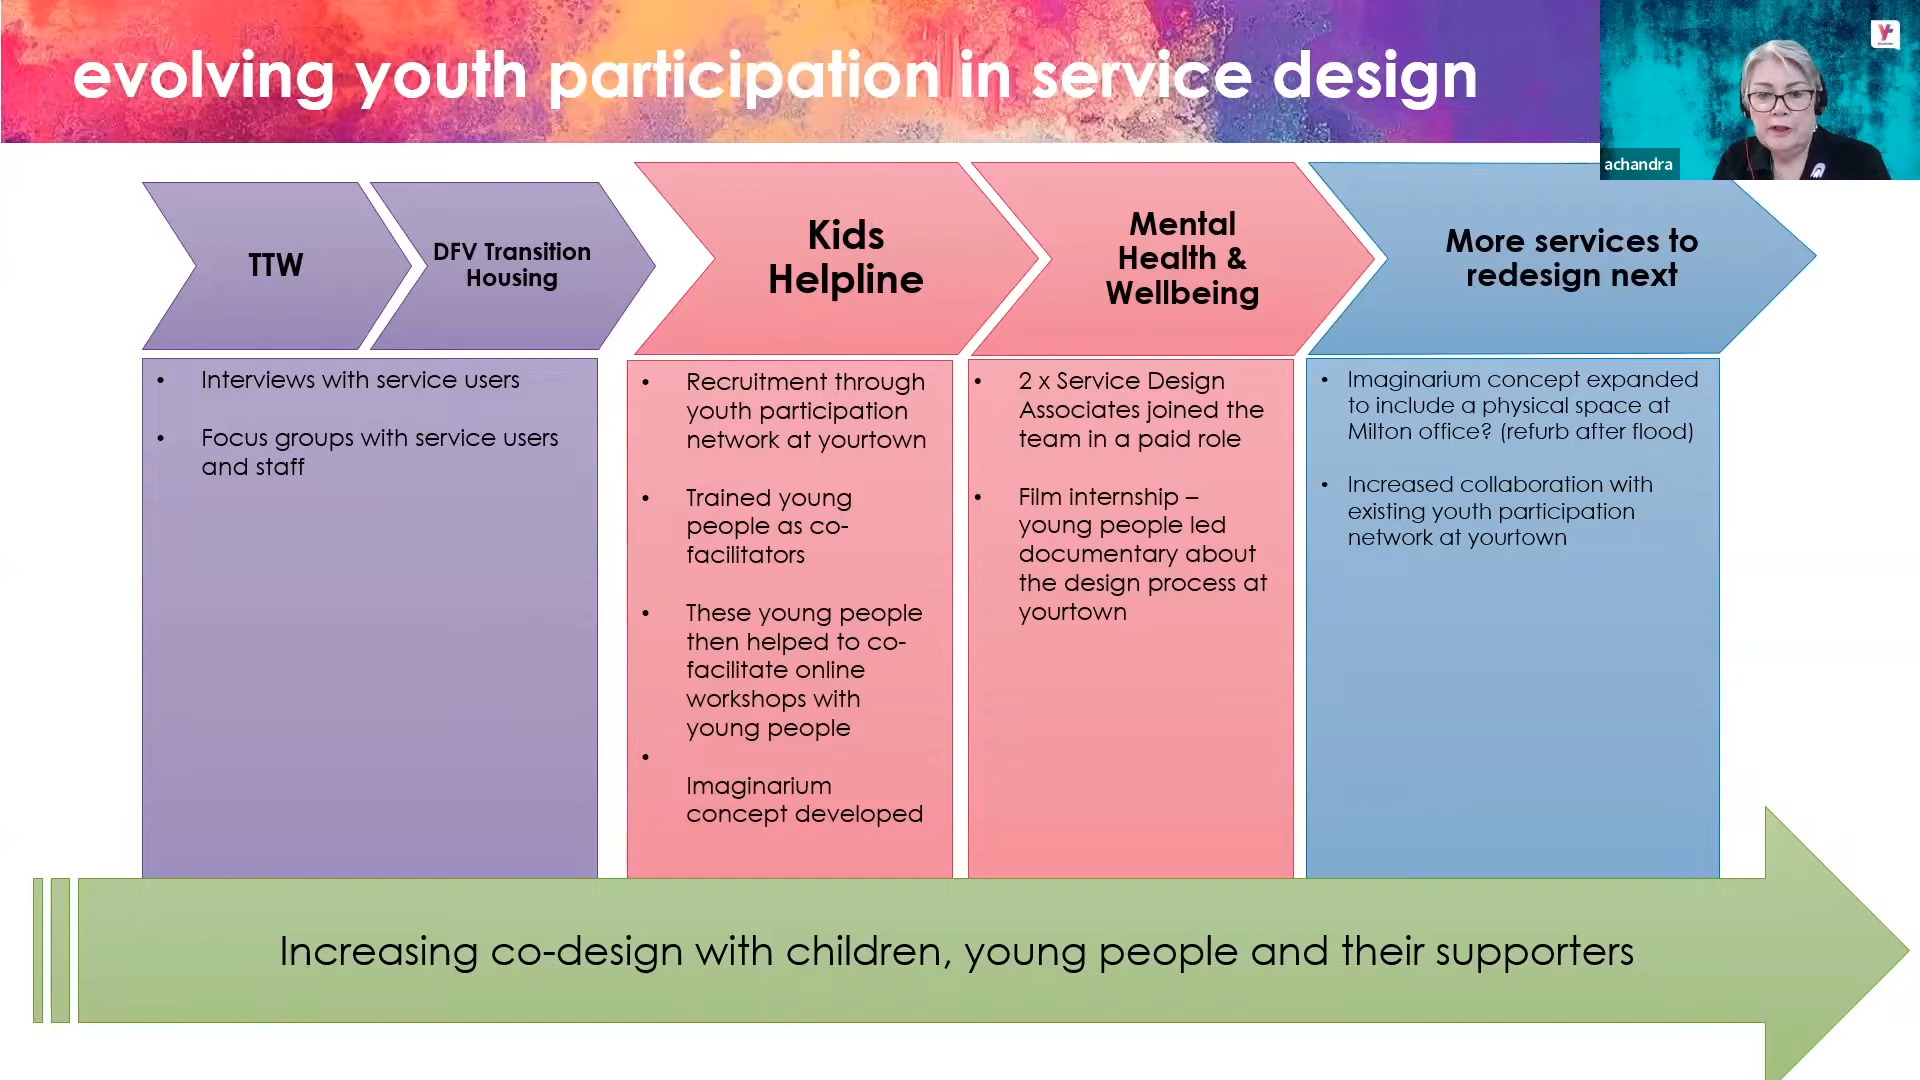 evolving youth participation in service design
achandra
TTW
DFV Transition
Housing
Kids
Helpline
Mental
Health &
Wellbeing
More services to
redesign next
• Interviews with service users
• Focus groups with service users
and staff
• Recruitment through
youth participation
network at yourtown
• Trained young
people as co-
facilitators
• These young people
then helped to co-
facilitate online
workshops with
young people
•
Imaginarium
concept developed
• 2 x Service Design
Associates joined the
team in a paid role
• Film internship –
young people led
documentary about
the design process at
yourtown
• Imaginarium concept expanded
to include a physical space at
Milton office? (refurb after flood)
• Increased collaboration with
existing youth participation
network at yourtown
Increasing co-design with children, young people and their supporters